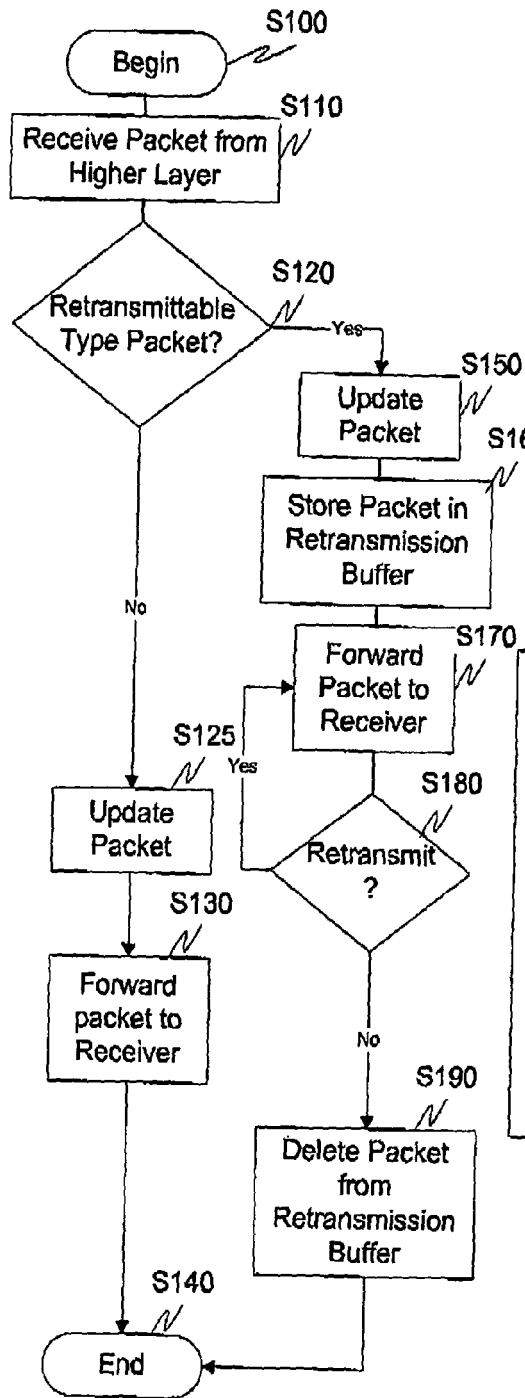 S100
Begin
S110
Receive Packet from
Higher Layer
S120
Retransmittable
Type Packet?
Yes
S150
Update
Packet
S16
Store Packet in
Retransmission
Buffer
No
S170
Forward
Packet to
Receiver
S125
Yes
Update
Packet
S180
Retransmit
?
S130
Forward
packet to
Receiver
No
S190
Delete Packet
from
Retransmission
Buffer
S140
End